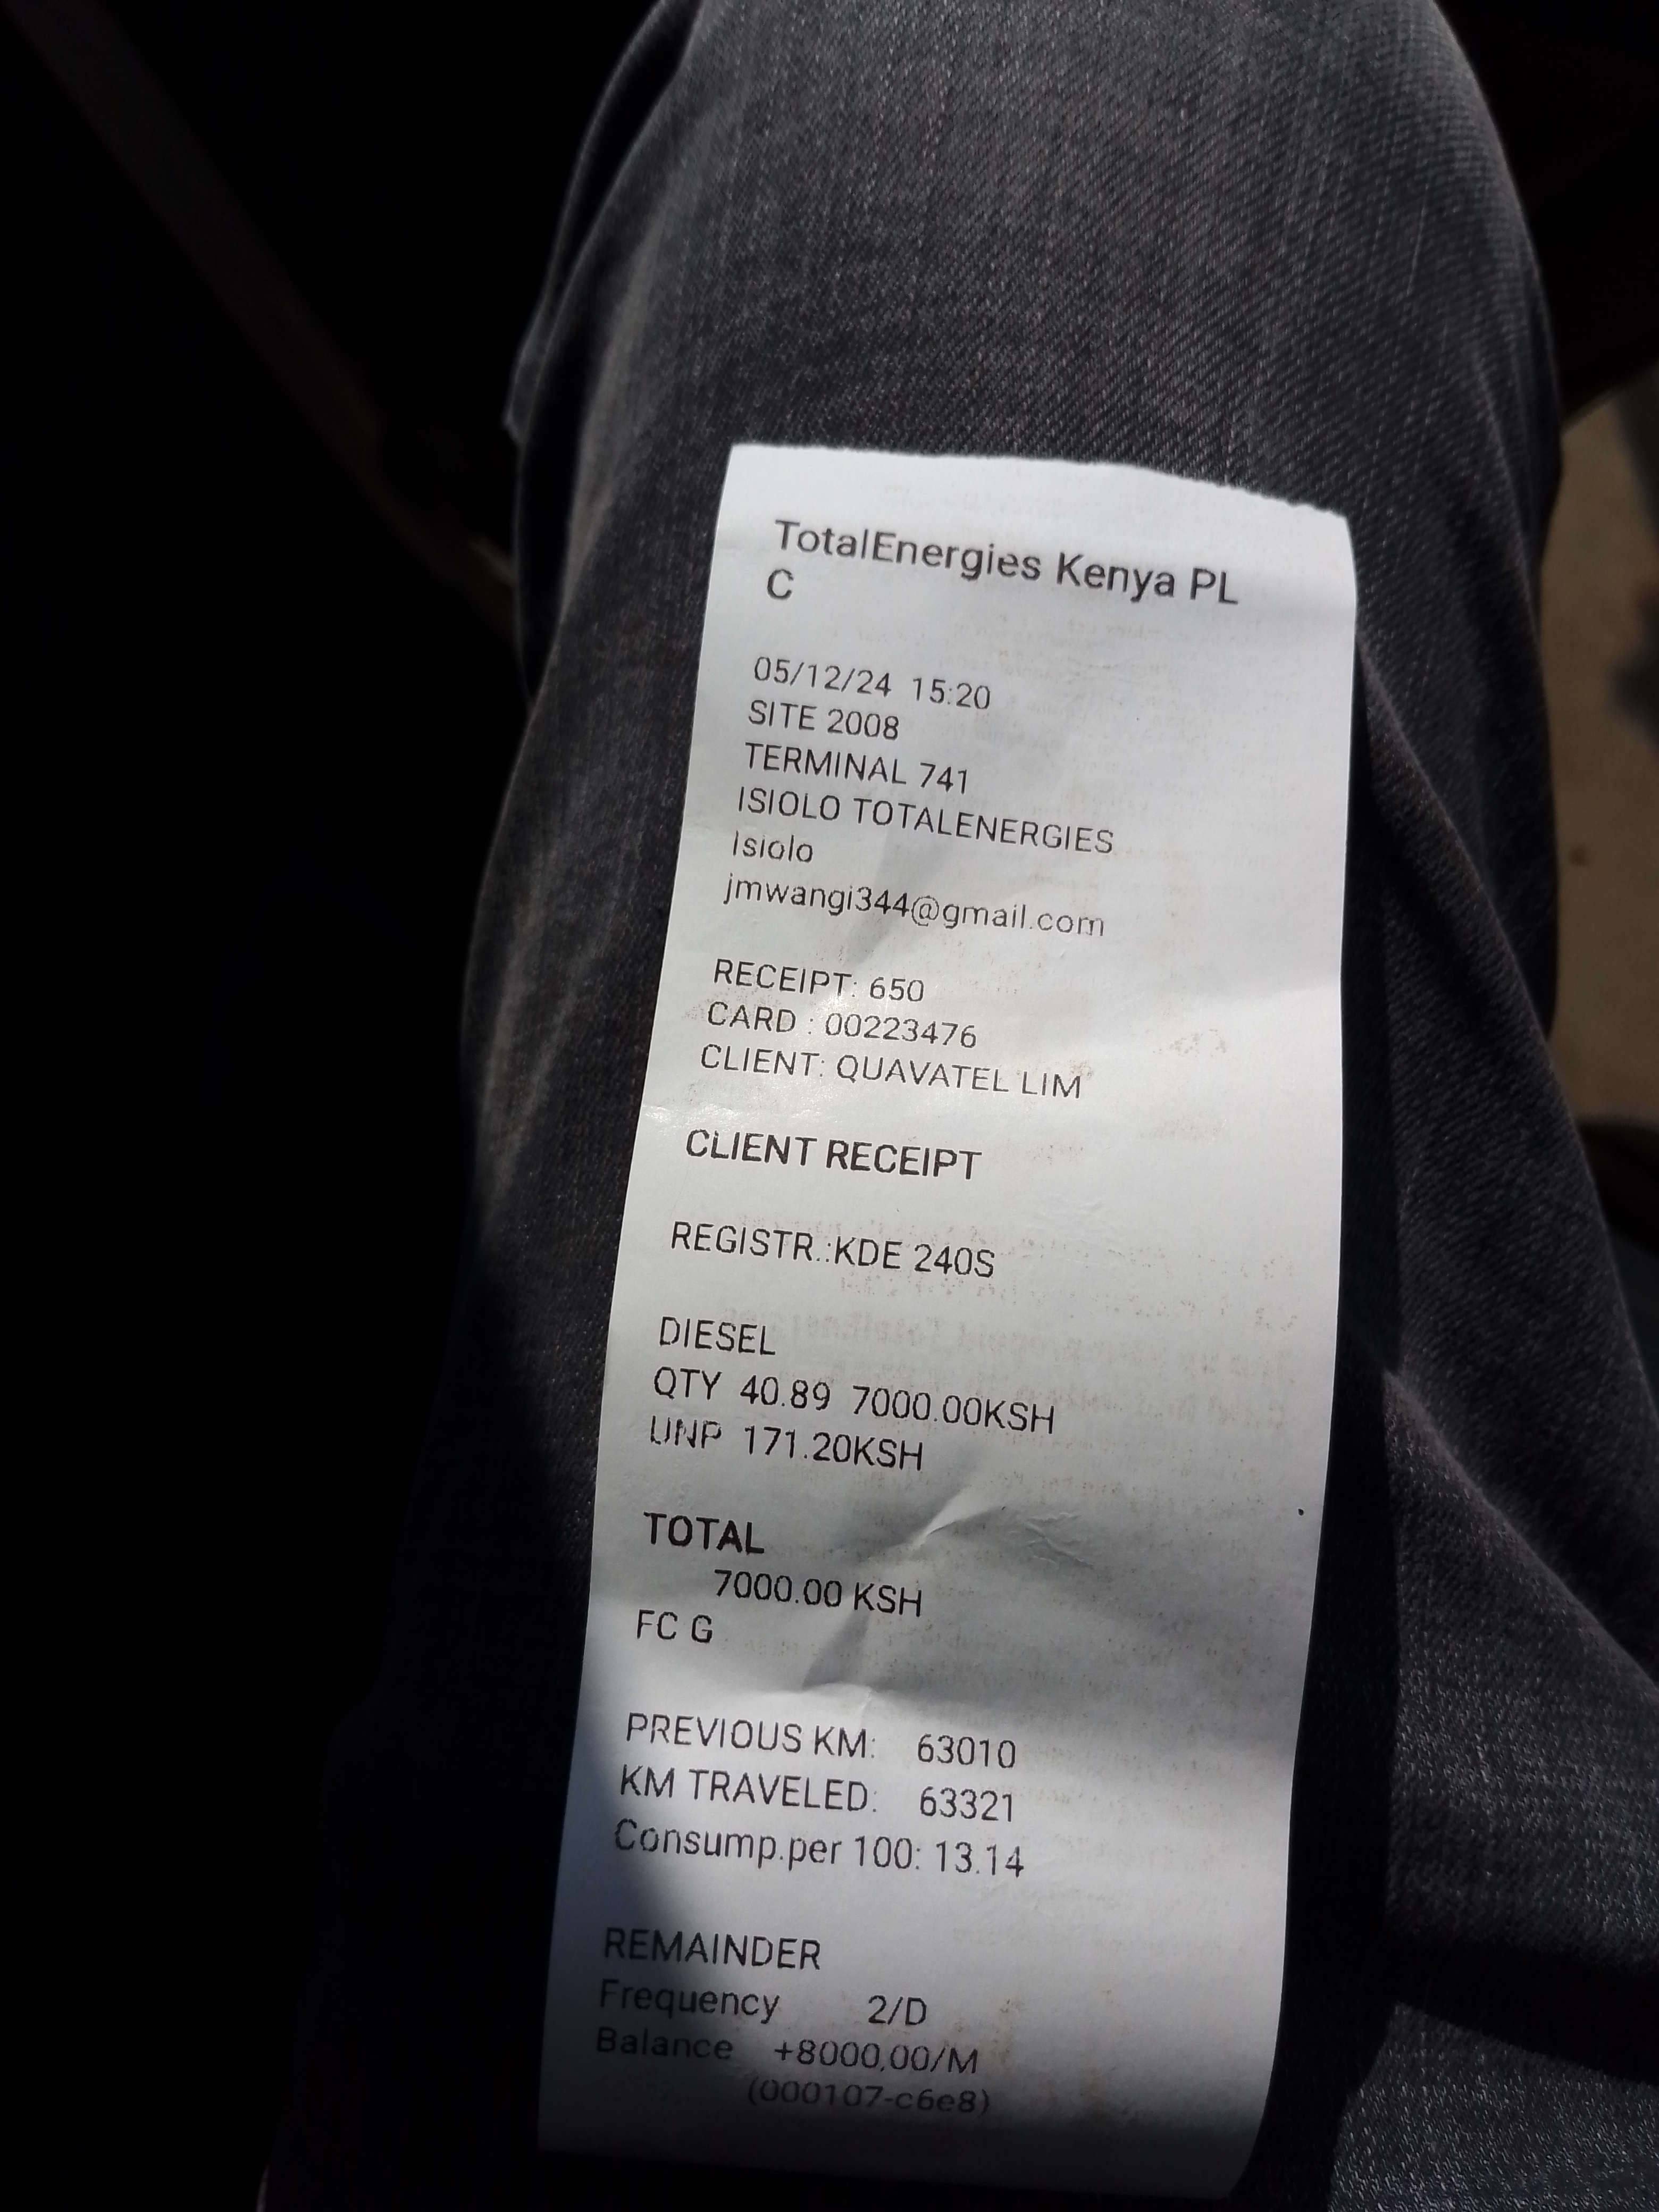 TotalEnergies Kenya PL
C
05/12/24 15:20
SITE 2008
TERMINAL 741
ISIOLO TOTALENERGIES
Isiolo
jmwangi344@gmail.com
RECEIPT: 650
CARD : 00223476
CLIENT: QUAVATEL LIM
CLIENT RECEIPT
REGISTR.:KDE 240S
DIESEL
QTY 40.89 7000.00KSH
UNP 171.20KSH
TOTAL
7000.00 KSH
FC G
PREVIOUS KM: 63010
KM TRAVELED: 63321
Consump.per 100: 13.14
REMAINDER
Frequency 2/D
Balance +8000,00/M
(000107-c6e8)